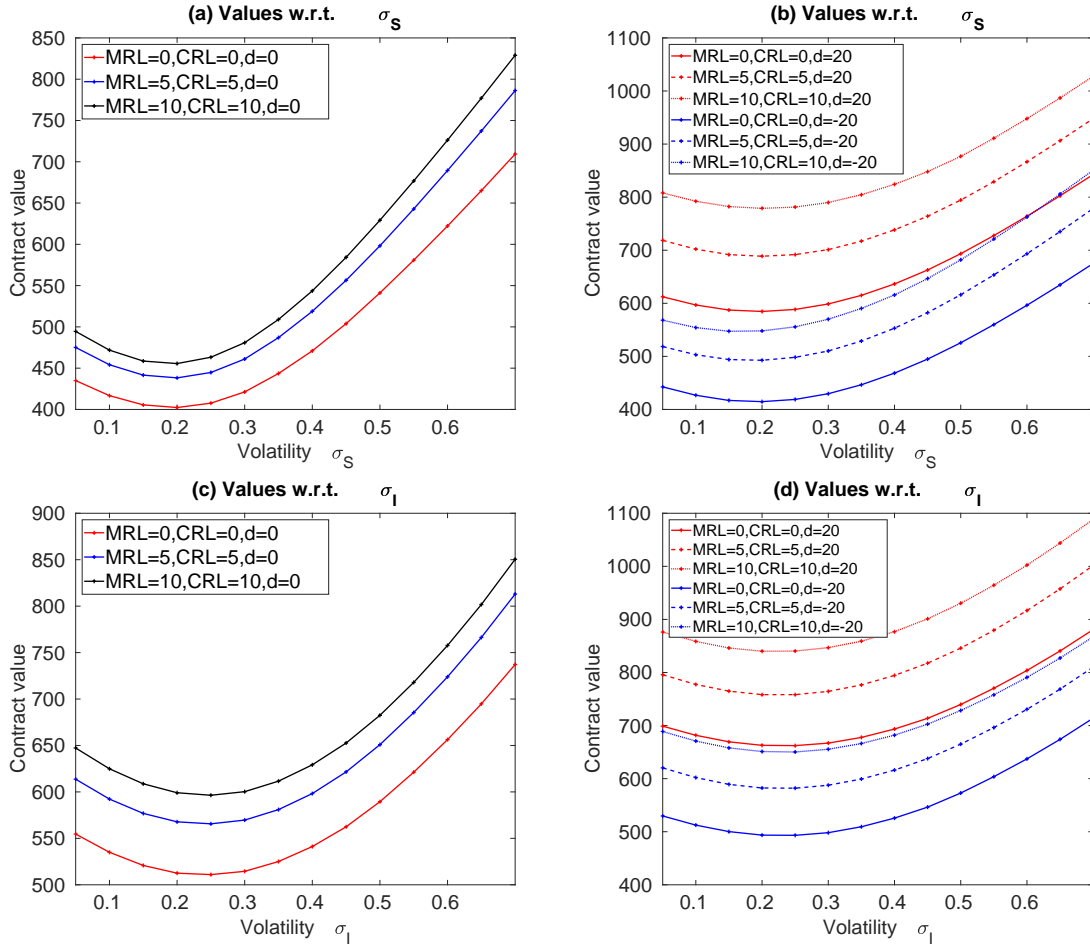 (a) Values w.r.t. σS
850
800
750
700
650
600
550
500
450
400
Contract value
MRL=0,CRL=0,d=0
MRL=5,CRL=5,d=0
MRL=10,CRL=10,d=0
0.1 0.2 0.3 0.4 0.5 0.6
Volatility σS
(b) Values w.r.t. σS
1100
1000
900
800
700
600
500
400
Contract value
MRL=0,CRL=0,d=20
MRL=5,CRL=5,d=20
MRL=10,CRL=10,d=20
MRL=0,CRL=0,d=-20
MRL=5,CRL=5,d=-20
MRL=10,CRL=10,d=-20
0.1 0.2 0.3 0.4 0.5 0.6
Volatility σS
(c) Values w.r.t. σI
900
850
800
750
700
650
600
550
500
Contract value
MRL=0,CRL=0,d=0
MRL=5,CRL=5,d=0
MRL=10,CRL=10,d=0
0.1 0.2 0.3 0.4 0.5 0.6
Volatility σI
(d) Values w.r.t. σI
1100
1000
900
800
700
600
500
400
Contract value
MRL=0,CRL=0,d=20
MRL=5,CRL=5,d=20
MRL=10,CRL=10,d=20
MRL=0,CRL=0,d=-20
MRL=5,CRL=5,d=-20
MRL=10,CRL=10,d=-20
0.1 0.2 0.3 0.4 0.5 0.6
Volatility σI